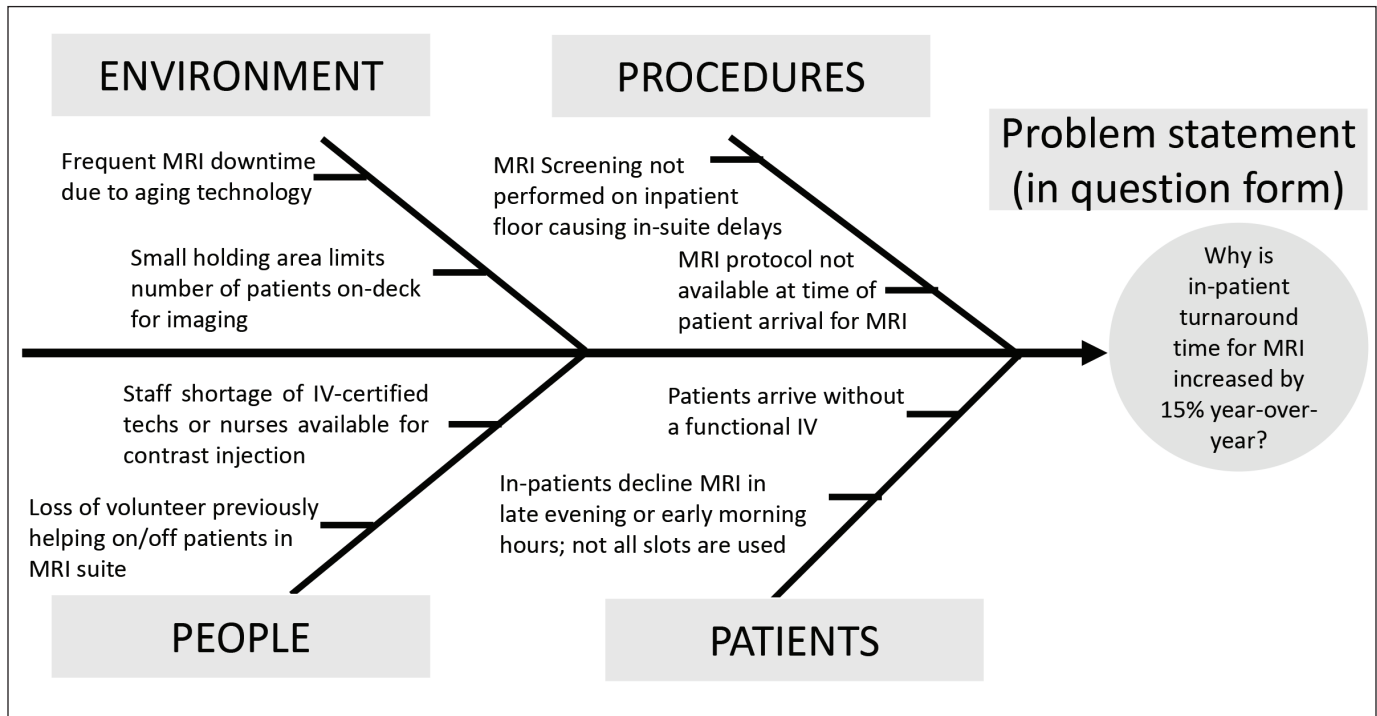 ENVIRONMENT
Frequent MRI downtime
due to aging technology
Small holding area limits
number of patients on-deck
for imaging
PROCEDURES
MRI Screening not
performed on inpatient
floor causing in-suite delays
MRI protocol not
available at time of
patient arrival for MRI
Problem statement
(in question form)
Why is
in-patient
turnaround
time for MRI
increased by
15% year-over-
year?
Staff shortage of IV-certified
techs or nurses available for
contrast injection
Loss of volunteer previously
helping on/off patients in
MRI suite
PEOPLE
Patients arrive without
a functional IV
In-patients decline MRI in
late evening or early morning
hours; not all slots are used
PATIENTS